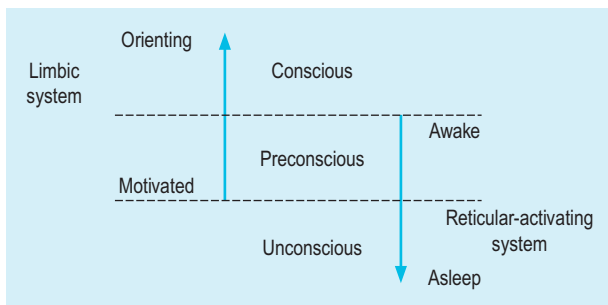 Orienting
Limbic
system
Conscious
Awake
Preconscious
Motivated
Reticular-activating
system
Unconscious
Asleep